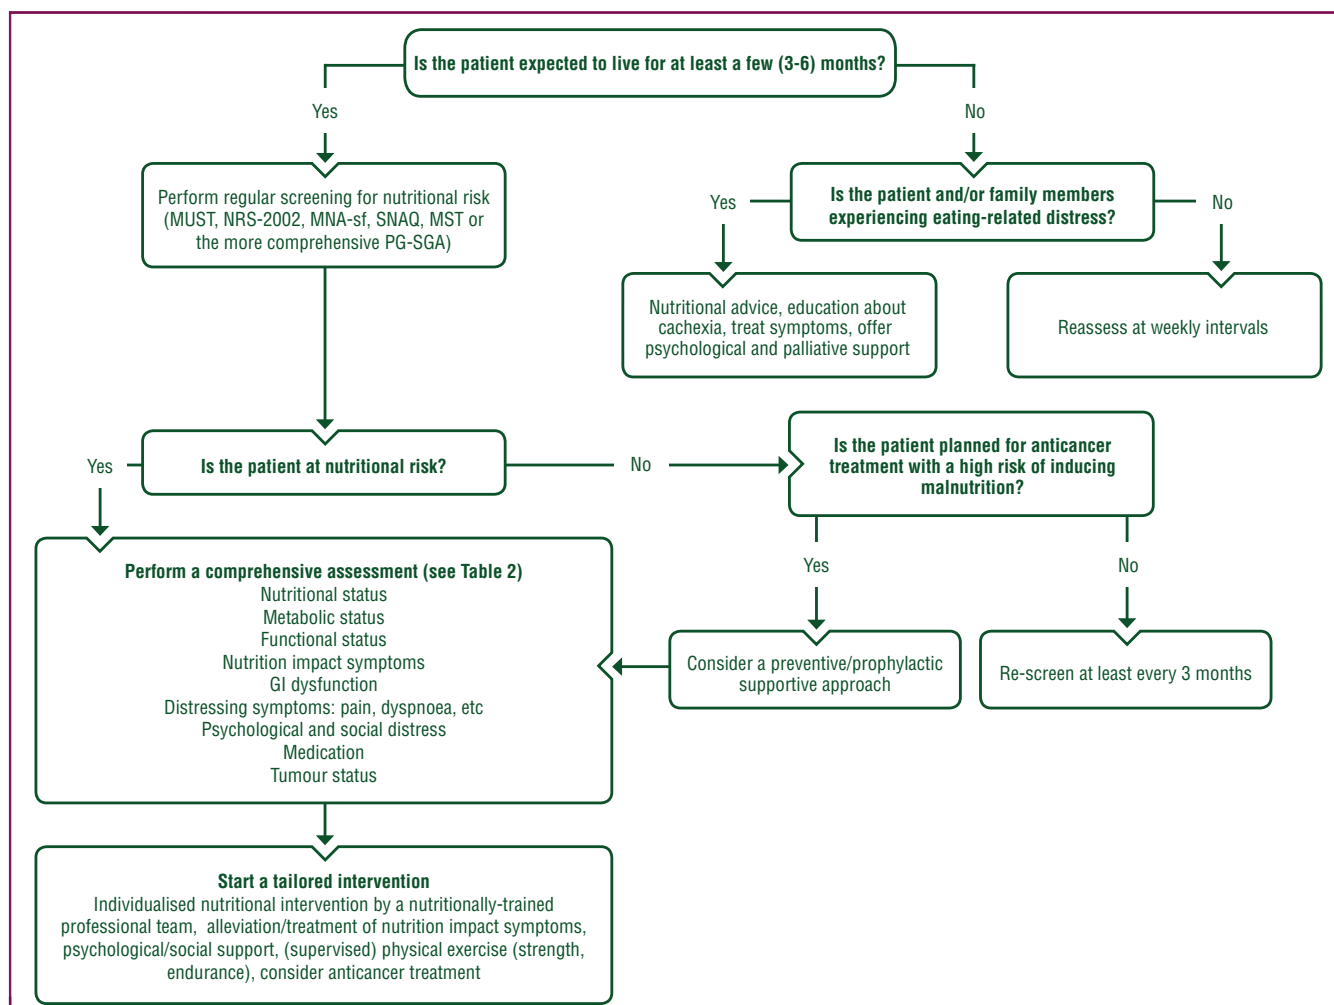 Is the patient expected to live for at least a few (3-6) months?
Yes
No
Perform regular screening for nutritional risk
(MUST, NRS-2002, MNA-sf, SNAQ, MST or
the more comprehensive PG-SGA)
Is the patient and/or family members
experiencing eating-related distress?
Yes
No
Nutritional advice, education about
cachexia, treat symptoms, offer
psychological and palliative support
Reassess at weekly intervals
Is the patient at nutritional risk?
Yes
No
Is the patient planned for anticancer
treatment with a high risk of inducing
malnutrition?
Yes
No
Perform a comprehensive assessment (see Table 2)
Nutritional status
Metabolic status
Functional status
Nutrition impact symptoms
GI dysfunction
Distressing symptoms: pain, dyspnoea, etc
Psychological and social distress
Medication
Tumour status
Consider a preventive/prophylactic
supportive approach
Re-screen at least every 3 months
Start a tailored intervention
Individualised nutritional intervention by a nutritionally-trained
professional team, alleviation/treatment of nutrition impact symptoms,
psychological/social support, (supervised) physical exercise (strength,
endurance), consider anticancer treatment